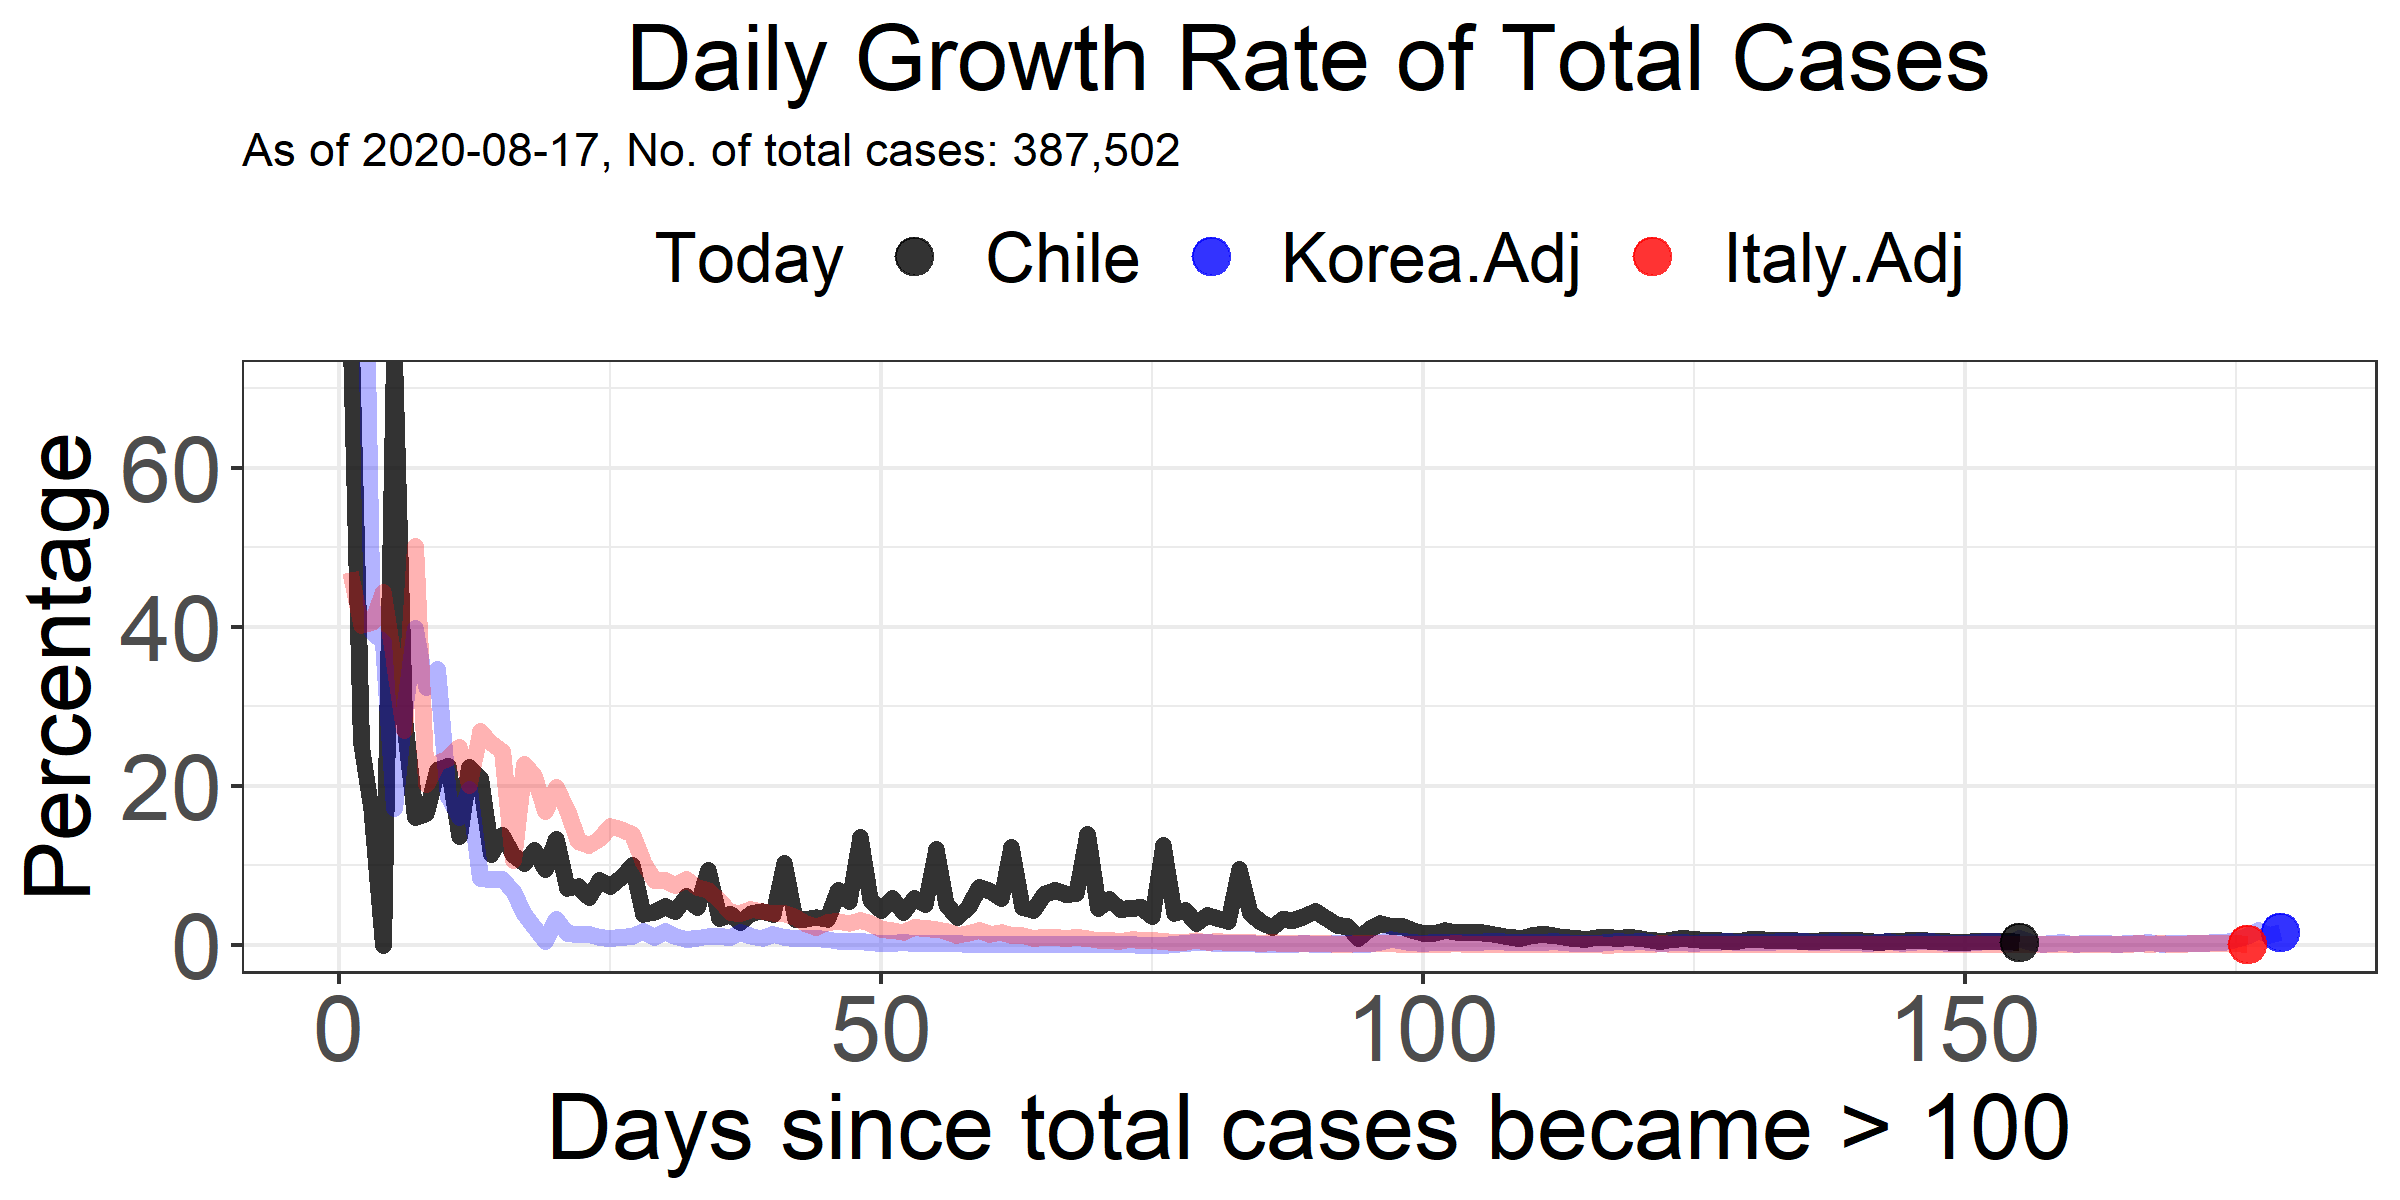 Daily Growth Rate of Total Cases
As of 2020-08-17, No. of total cases: 387,502
Today Chile Korea.Adj Italy.Adj
Percentage
60
40
20
0
0 50 100 150
Days since total cases became > 100